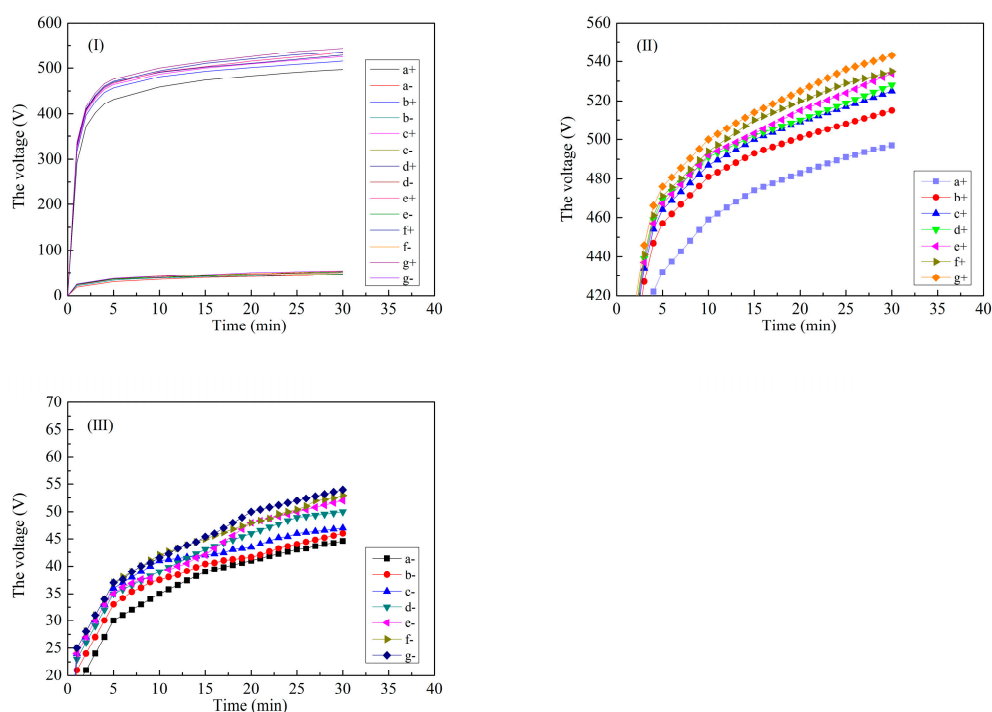 (I)
The voltage (V)
600
500
400
300
200
100
0
0 5 10 15 20 25 30 35 40
Time (min)
a+
a-
b+
b-
c+
c-
d+
d-
e+
e-
f+
f-
g+
g-
(II)
The voltage (V)
560
540
520
500
480
460
440
420
0 5 10 15 20 25 30 35 40
Time (min)
a+
b+
c+
d+
e+
f+
g+
(III)
The voltage (V)
70
65
60
55
50
45
40
35
30
25
20
0 5 10 15 20 25 30 35 40
Time (min)
a-
b-
c-
d-
e-
f-
g-